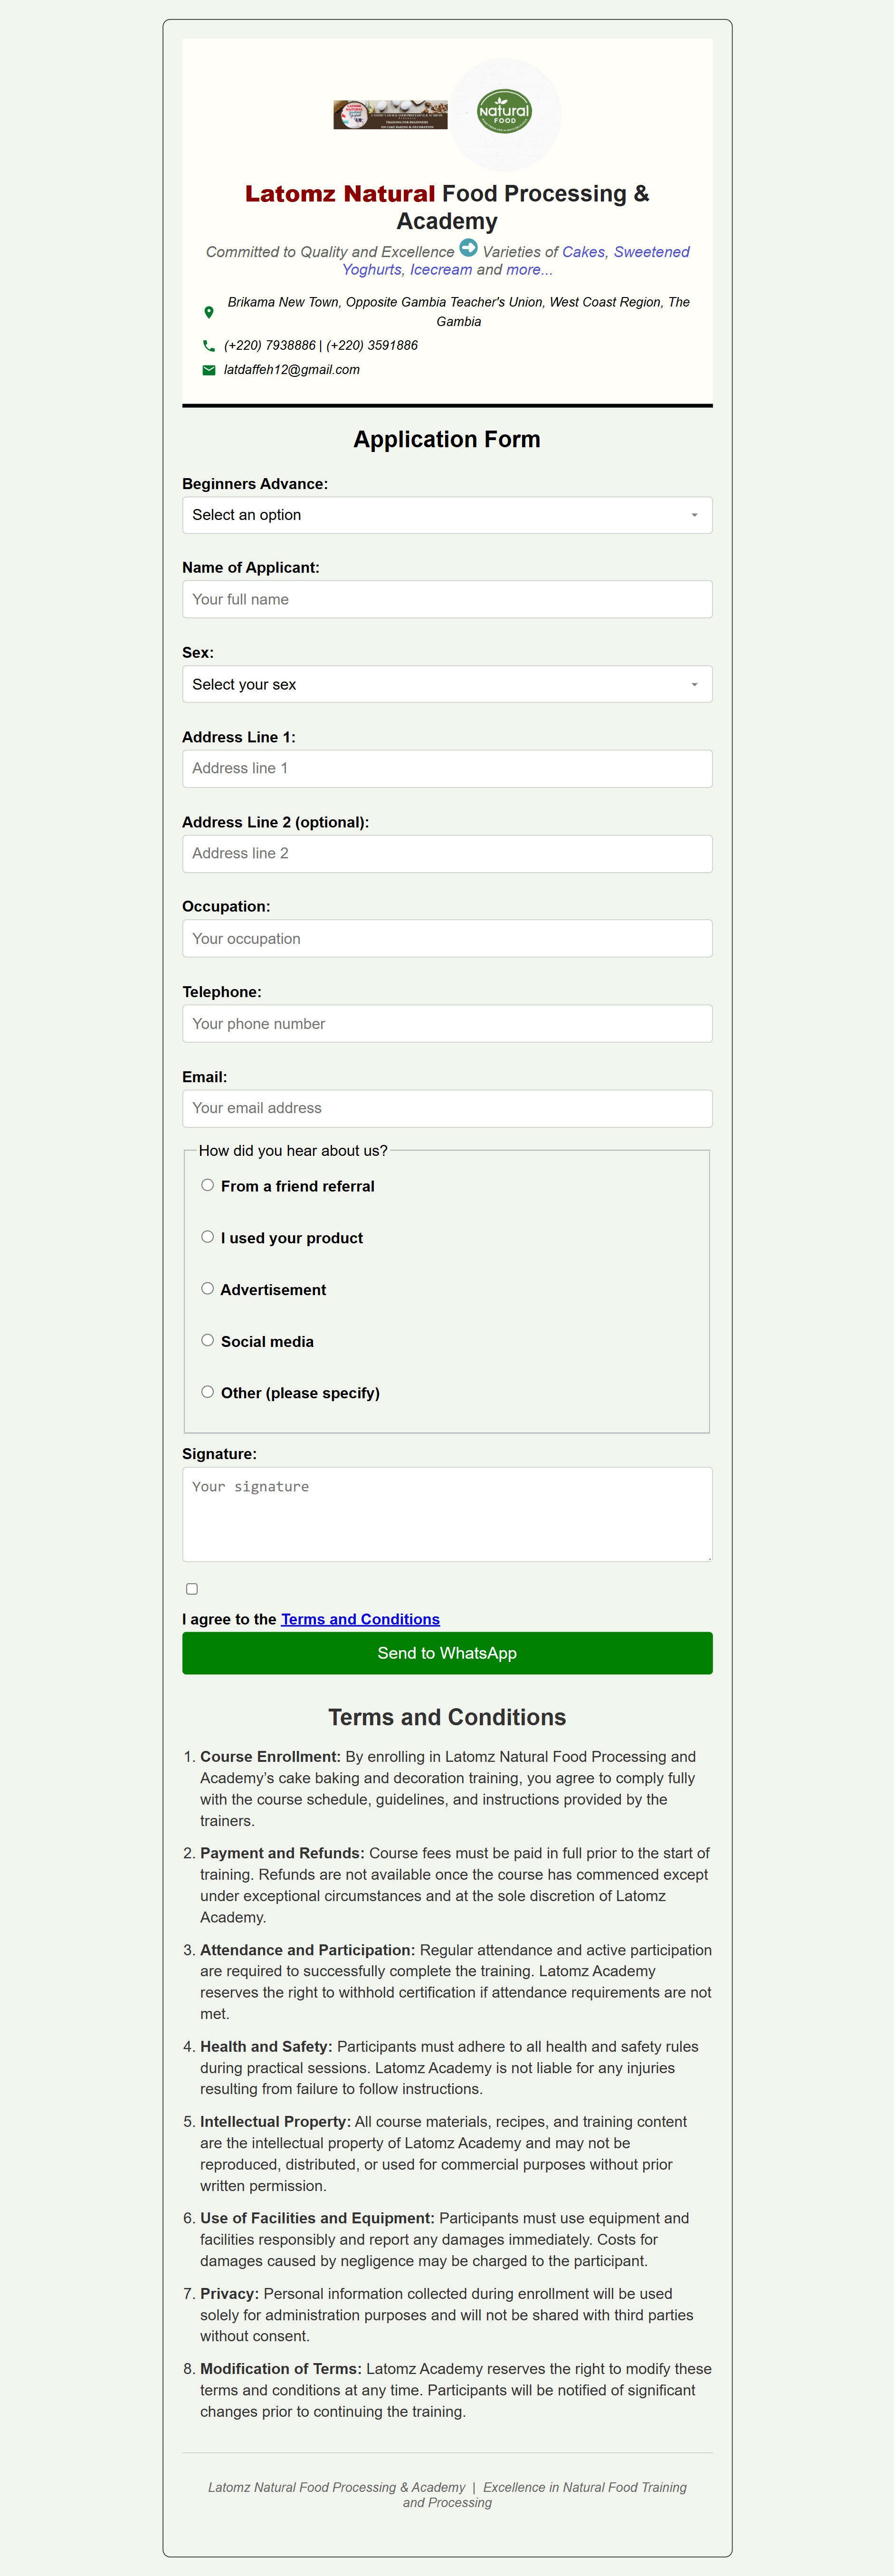 Natural
FOOD
Latomz Natural Food Processing &
Academy
Committed to Quality and Excellence Varieties of Cakes, Sweetened
Yoghurts, Icecream and more...
Brikama New Town, Opposite Gambia Teacher's Union, West Coast Region, The
Gambia
(+220) 7938886 | (+220) 3591886
latdaffeh12@gmail.com
Application Form
Beginners Advance:
Select an option
Name of Applicant:
Your full name
Sex:
Select your sex
Address Line 1:
Address line 1
Address Line 2 (optional):
Address line 2
Occupation:
Your occupation
Telephone:
Your phone number
Email:
Your email address
How did you hear about us?
From a friend referral
I used your product
Advertisement
Social media
Other (please specify)
Signature:
Your signature
I agree to the Terms and Conditions
Send to WhatsApp
Terms and Conditions
1. Course Enrollment: By enrolling in Latomz Natural Food Processing and
Academy’s cake baking and decoration training, you agree to comply fully
with the course schedule, guidelines, and instructions provided by the
trainers.
2. Payment and Refunds: Course fees must be paid in full prior to the start of
training. Refunds are not available once the course has commenced except
under exceptional circumstances and at the sole discretion of Latomz
Academy.
3. Attendance and Participation: Regular attendance and active participation
are required to successfully complete the training. Latomz Academy
reserves the right to withhold certification if attendance requirements are not
met.
4. Health and Safety: Participants must adhere to all health and safety rules
during practical sessions. Latomz Academy is not liable for any injuries
resulting from failure to follow instructions.
5. Intellectual Property: All course materials, recipes, and training content
are the intellectual property of Latomz Academy and may not be
reproduced, distributed, or used for commercial purposes without prior
written permission.
6. Use of Facilities and Equipment: Participants must use equipment and
facilities responsibly and report any damages immediately. Costs for
damages caused by negligence may be charged to the participant.
7. Privacy: Personal information collected during enrollment will be used
solely for administration purposes and will not be shared with third parties
without consent.
8. Modification of Terms: Latomz Academy reserves the right to modify these
terms and conditions at any time. Participants will be notified of significant
changes prior to continuing the training.
Latomz Natural Food Processing & Academy | Excellence in Natural Food Training
and Processing